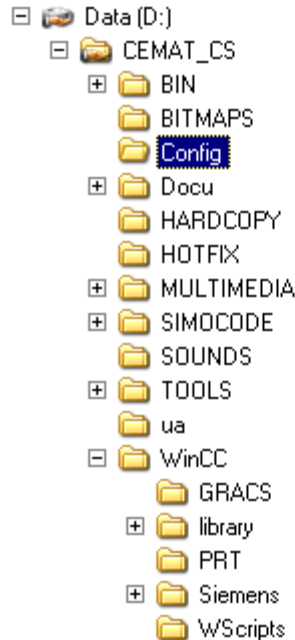 Data (D:)
CEMAT_CS
BIN
BITMAPS
Config
Docu
HARDCOPY
HOTFIX
MULTIMEDIA
SIMOCODE
SOUNDS
TOOLS
ua
WinCC
GRACS
library
PRT
Siemens
WScripts